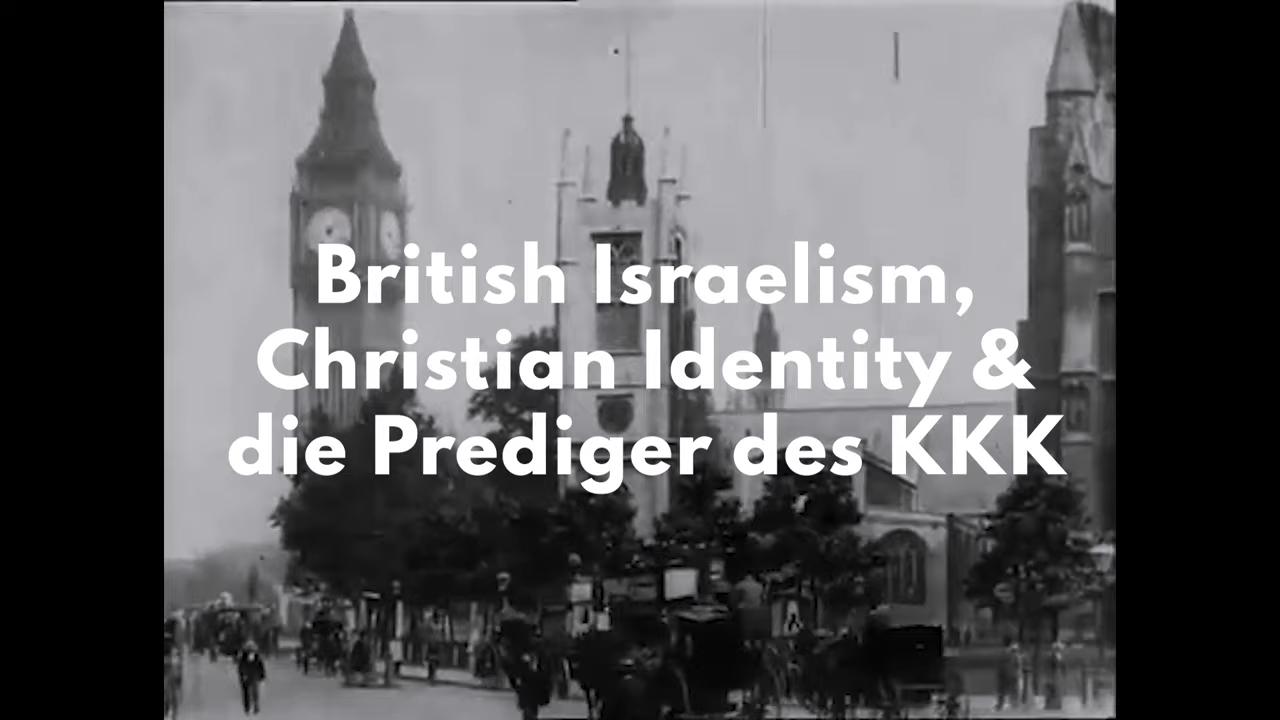 British Israelism,
Christian Identity &
die Prediger des KKK